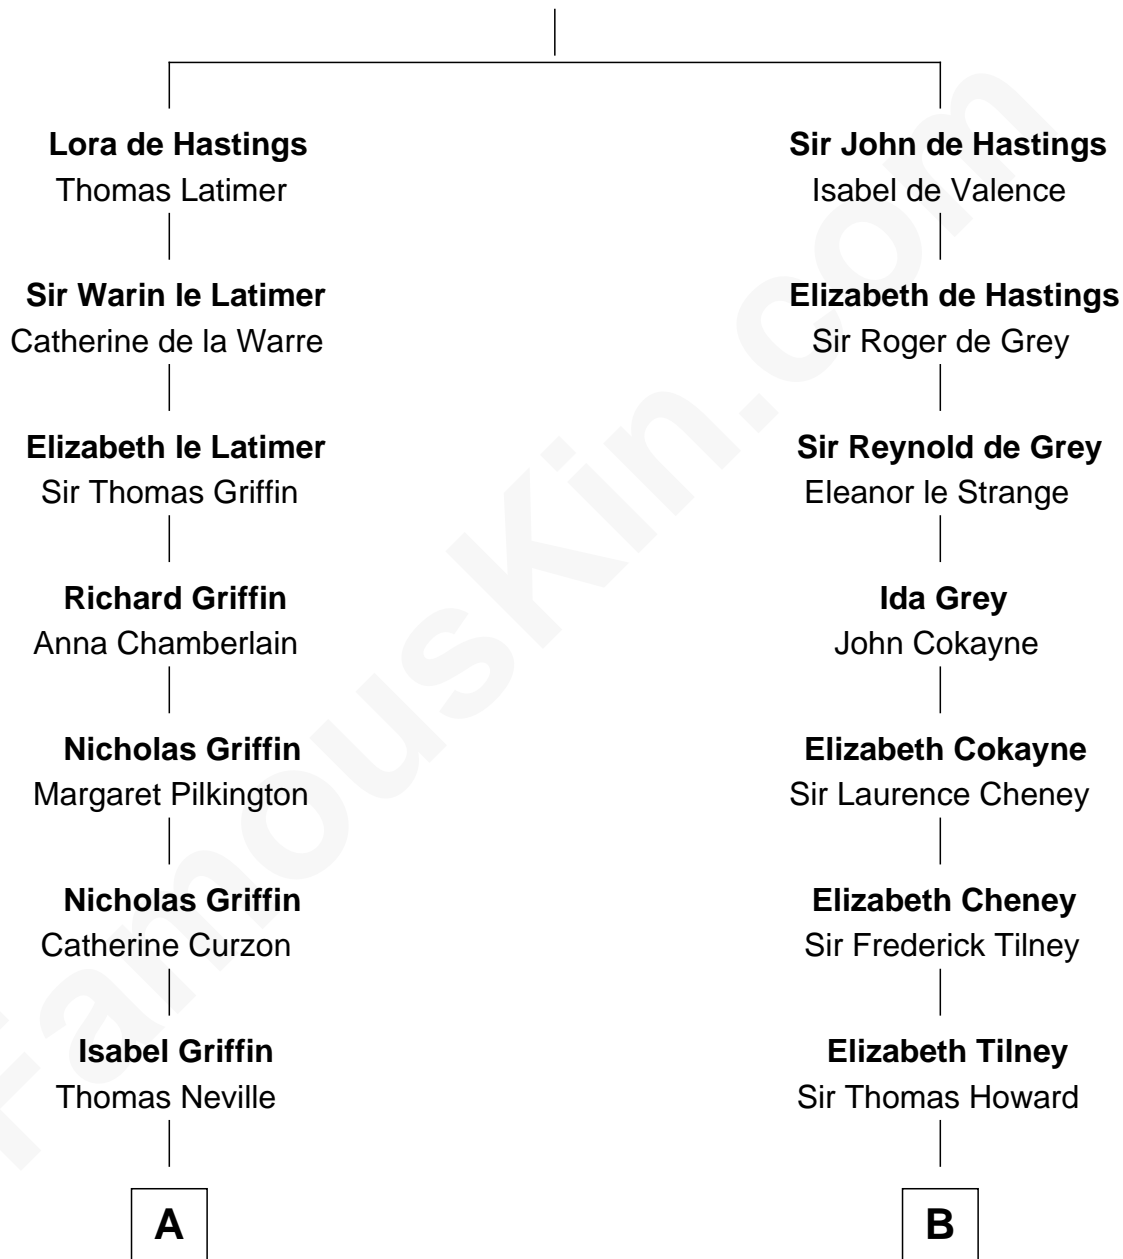 Lora de Hastings
Thomas Latimer
Sir Warin le Latimer
Catherine de la Warre
Elizabeth le Latimer
Sir Thomas Griffin
Richard Griffin
Anna Chamberlain
Nicholas Griffin
Margaret Pilkington
Nicholas Griffin
Catherine Curzon
Isabel Griffin
Thomas Neville
A
Sir John de Hastings
Isabel de Valence
Elizabeth de Hastings
Sir Roger de Grey
Sir Reynold de Grey
Eleanor le Strange
Ida Grey
John Cokayne
Elizabeth Cokayne
Sir Laurence Cheney
Elizabeth Cheney
Sir Frederick Tilney
Elizabeth Tilney
Sir Thomas Howard
B
FamousKin.com